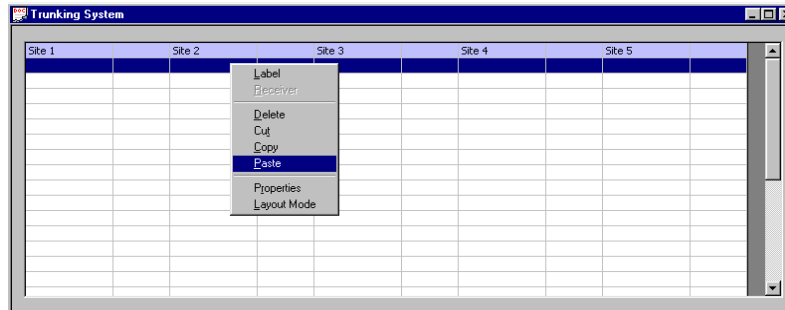 DOC Trunking System
Site 1 Site 2 Site 3 Site 4 Site 5
Label
Receiver
Delete
Cut
Copy
Paste
Properties
Layout Mode